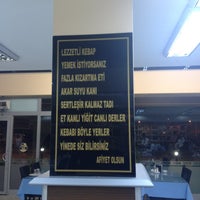 LEZZETLİ KEBAP
YEMEK İSTİYORSANIZ
FAZLA KIZARTMA ETİ
AKAR SUYU KANI
SERTLEŞİR KALMAZ TADI
ET KANLI YİĞİT CANLI DERLER
KEBABI BÖYLE YERLER
YİNEDE SİZ BİLİRSİNİZ
AFİYET OLSUN